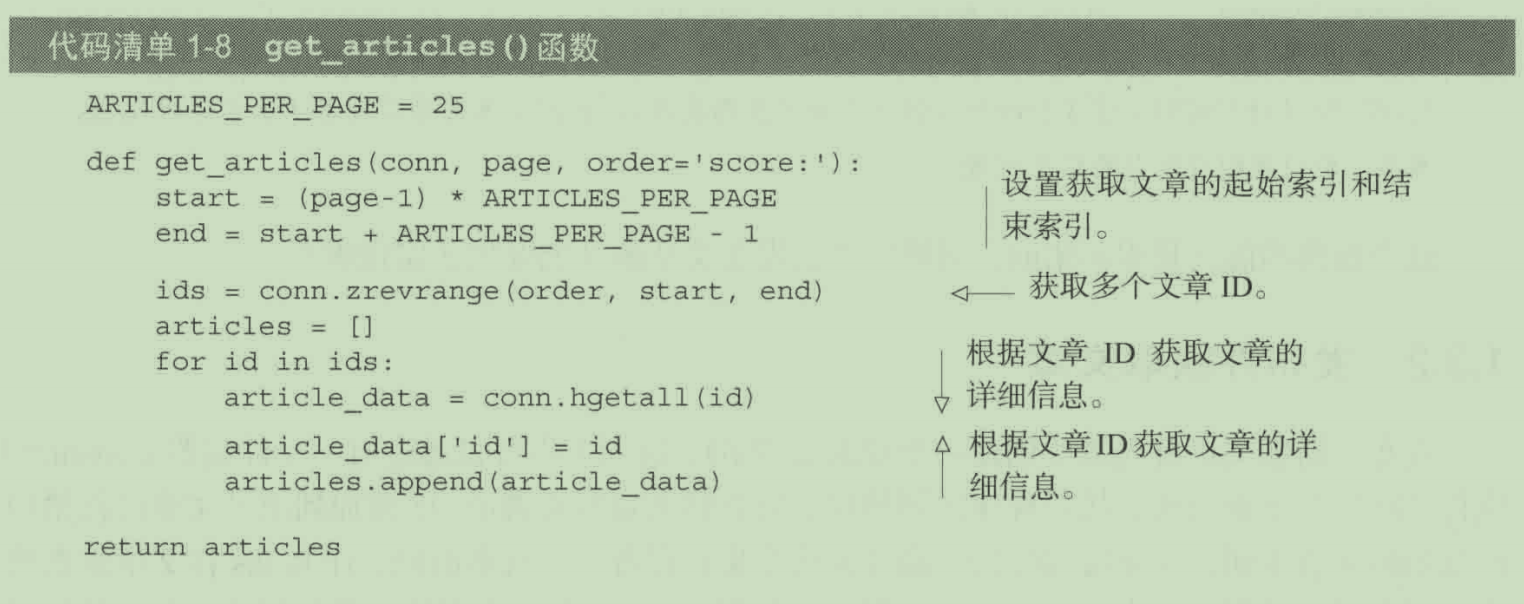 代码清单 1-8 get_articles()函数
ARTICLES_PER_PAGE = 25
def get_articles(conn, page, order='score:'):
start = (page-1) * ARTICLES_PER_PAGE
end = start + ARTICLES_PER_PAGE - 1
设置获取文章的起始索引和结
束索引。
ids = conn.zrevrange(order, start, end)
获取多个文章 ID。
articles = []
for id in ids:
article_data = conn.hgetall(id)
根据文章 ID 获取文章的
详细信息。
article_data['id'] = id
articles.append(article_data)
根据文章ID获取文章的详
细信息。
return articles